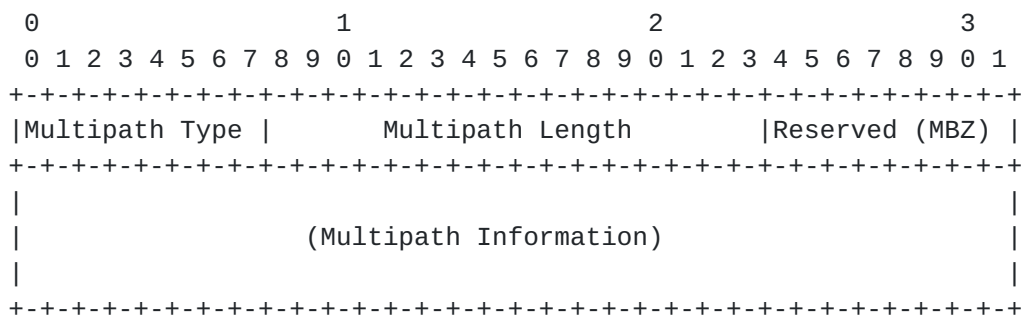 0                   1                   2                   3
 0 1 2 3 4 5 6 7 8 9 0 1 2 3 4 5 6 7 8 9 0 1 2 3 4 5 6 7 8 9 0 1
+-+-+-+-+-+-+-+-+-+-+-+-+-+-+-+-+-+-+-+-+-+-+-+-+-+-+-+-+-+-+-+-+
|Multipath Type |       Multipath Length        |Reserved (MBZ) |
+-+-+-+-+-+-+-+-+-+-+-+-+-+-+-+-+-+-+-+-+-+-+-+-+-+-+-+-+-+-+-+-+
|                                                               |
|                  (Multipath Information)                      |
|                                                               |
+-+-+-+-+-+-+-+-+-+-+-+-+-+-+-+-+-+-+-+-+-+-+-+-+-+-+-+-+-+-+-+-+